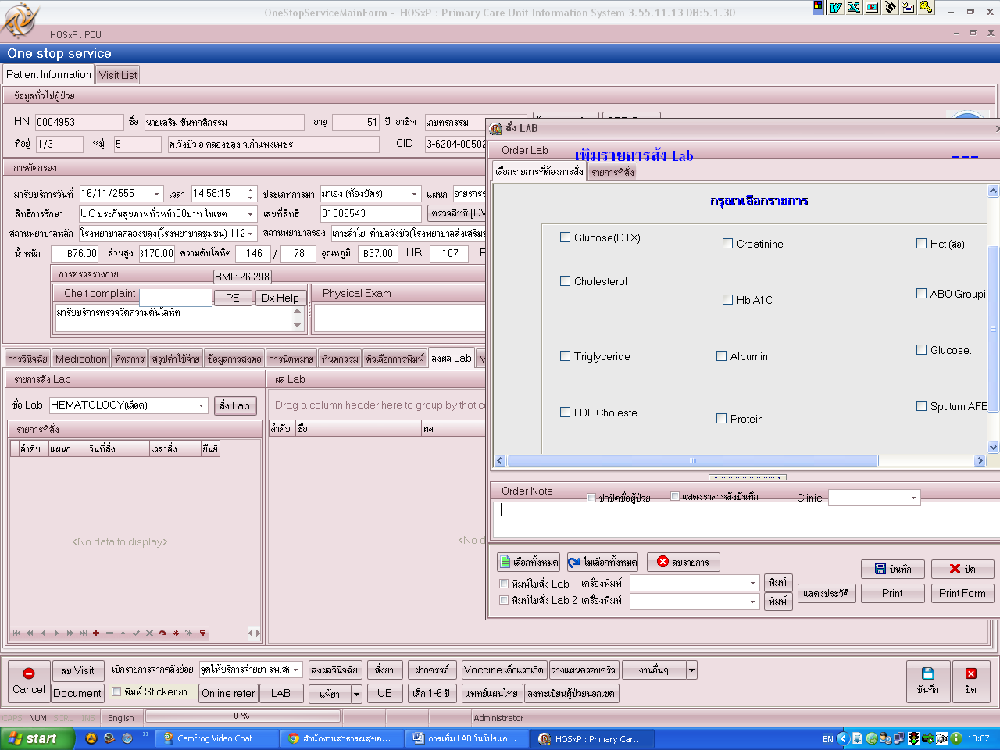 OneStopServiceMainForm - HOSxP : Primary Care Unit Information System 3.55.11.13 DB:5.1.30
HOSxP : PCU
One stop service
Patient Information Visit List
ข้อมูลทั่วไปผู้ป่วย
HN 0004953 ชื่อ นายเสริม ขันทกสิกรรม อายุ 51 ปี อาชีพ เกษตรกรรม
ที่อยู่ 1/3 หมู่ 5 ต.วังบัว อ.คลองขลุง จ.กำแพงเพชร CID 3-6204-00502
การคัดกรอง
มารับบริการวันที่ 16/11/2555 เวลา 14:58:15 ประเภทการมา มาเอง (ห้องบัตร) แผนก อายุรกรร
สิทธิการรักษา UC ประกันสุขภาพทั่วหน้า30บาท ในเขต เลขที่สิทธิ 31886543 ตรวจสิทธิ [DV
สถานพยาบาลหลัก โรงพยาบาลคลองขลุง(โรงพยาบาลชุมชน) 112 สถานพยาบาลรอง เกาะลำไย ตำบลวังบัว(โรงพยาบาลส่งเสริมส
น้ำหนัก ฿76.00 ส่วนสูง ฿170.00 ความดันโลหิต 146 / 78 อุณหภูมิ ฿37.00 HR 107
การตรวจร่างกาย BMI : 26.298
Cheif complaint PE Dx Help Physical Exam
มารับบริการตรวจวัดความดันโลหิต
การวินิจฉัย Medication หัตถการ สรุปค่าใช้จ่าย ข้อมูลการส่งต่อ การนัดหมาย ทันตกรรม ตัวเลือกการพิมพ์ ลงผล Lab
รายการสั่ง Lab ผล Lab
ชื่อ Lab HEMATOLOGY(เลือด) สั่ง Lab Drag a column header here to group by that co
รายการที่สั่ง ลำดับ ชื่อ ผล
ลำดับ แผนก วันที่สั่ง เวลาสั่ง ยืนยั
<No data to display> <No d
สั่ง LAB
Order Lab เพิ่มรายการสั่ง Lab ---
เลือกรายการที่ต้องการสั่ง รายการที่สั่ง
กรุณาเลือกรายการ
Glucose(DTX) Creatinine Hct (สอ)
Cholesterol Hb A1C ABO Groupi
Triglyceride Albumin Glucose.
LDL-Choleste Protein Sputum AFE
Order Note ปกปิดชื่อผู้ป่วย แสดงราคาหลังบันทึก Clinic
เลือกทั้งหมด ไม่เลือกทั้งหมด ลบรายการ บันทึก ปิด
พิมพ์ใบสั่ง Lab เครื่องพิมพ์ พิมพ์
พิมพ์ใบสั่ง Lab 2 เครื่องพิมพ์ พิมพ์ แสดงประวัติ Print Print Form
Cancel ลบ Visit เบิกรายการจากคลังย่อย จุดให้บริการจ่ายยา รพ.สต ลงผลวินิจฉัย สั่งยา ฝากครรภ์ Vaccine เด็กแรกเกิด วางแผนครอบครัว งานอื่นๆ บันทึก ปิด
Document พิมพ์ Sticker ยา Online refer LAB แพ้ยา UE เด็ก 1-6 ปี แพทย์แผนไทย ลงทะเบียนผู้ป่วยนอกเขต
CAPS NUM SCRL INS English 0 % Administrator
start Camfrog Video Chat สำนักงานสาธารณสุขอ... การเพิ่ม LAB ในโปรแก... HOSxP : Primary Car... EN 18:07